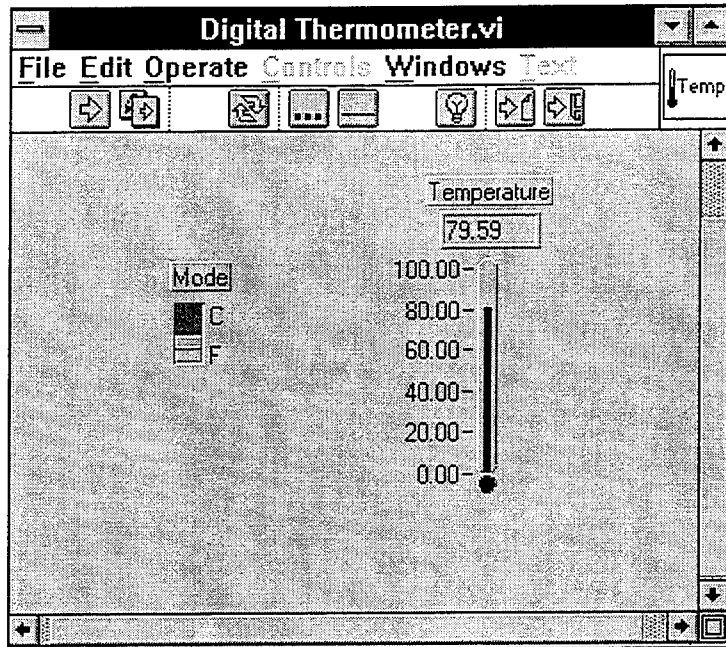 Digital Thermometer.vi
File Edit Operate Controls Windows Text
Temp
Temperature
79.59
Mode
C
F
100.00
80.00
60.00
40.00
20.00
0.00